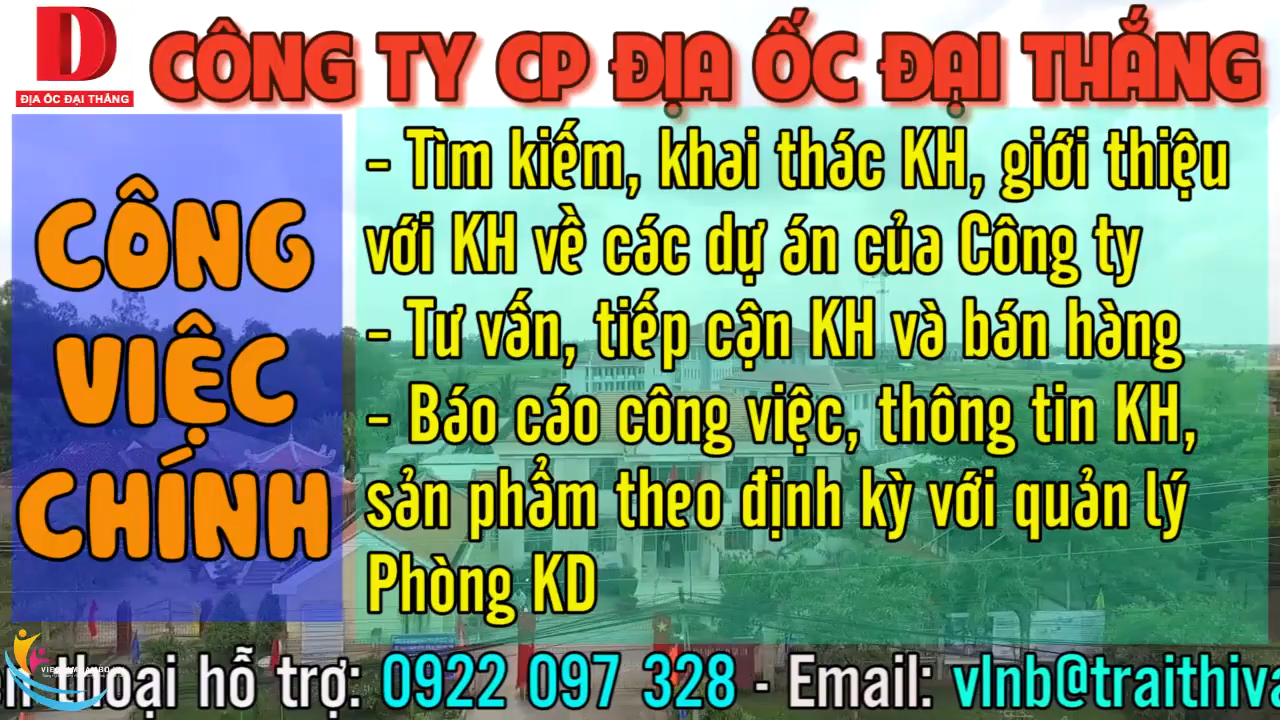 D
ĐỊA ỐC ĐẠI THẮNG
CÔNG TY CP ĐỊA ỐC ĐẠI THẮNG
CÔNG
VIỆC
CHÍNH
- Tìm kiếm, khai thác KH, giới thiệu
với KH về các dự án của Công ty
- Tư vấn, tiếp cận KH và bán hàng
- Báo cáo công việc, thông tin KH,
sản phẩm theo định kỳ với quản lý
Phòng KD
thoại hỗ trợ: 0922 097 328 - Email: vlnb@traithiva